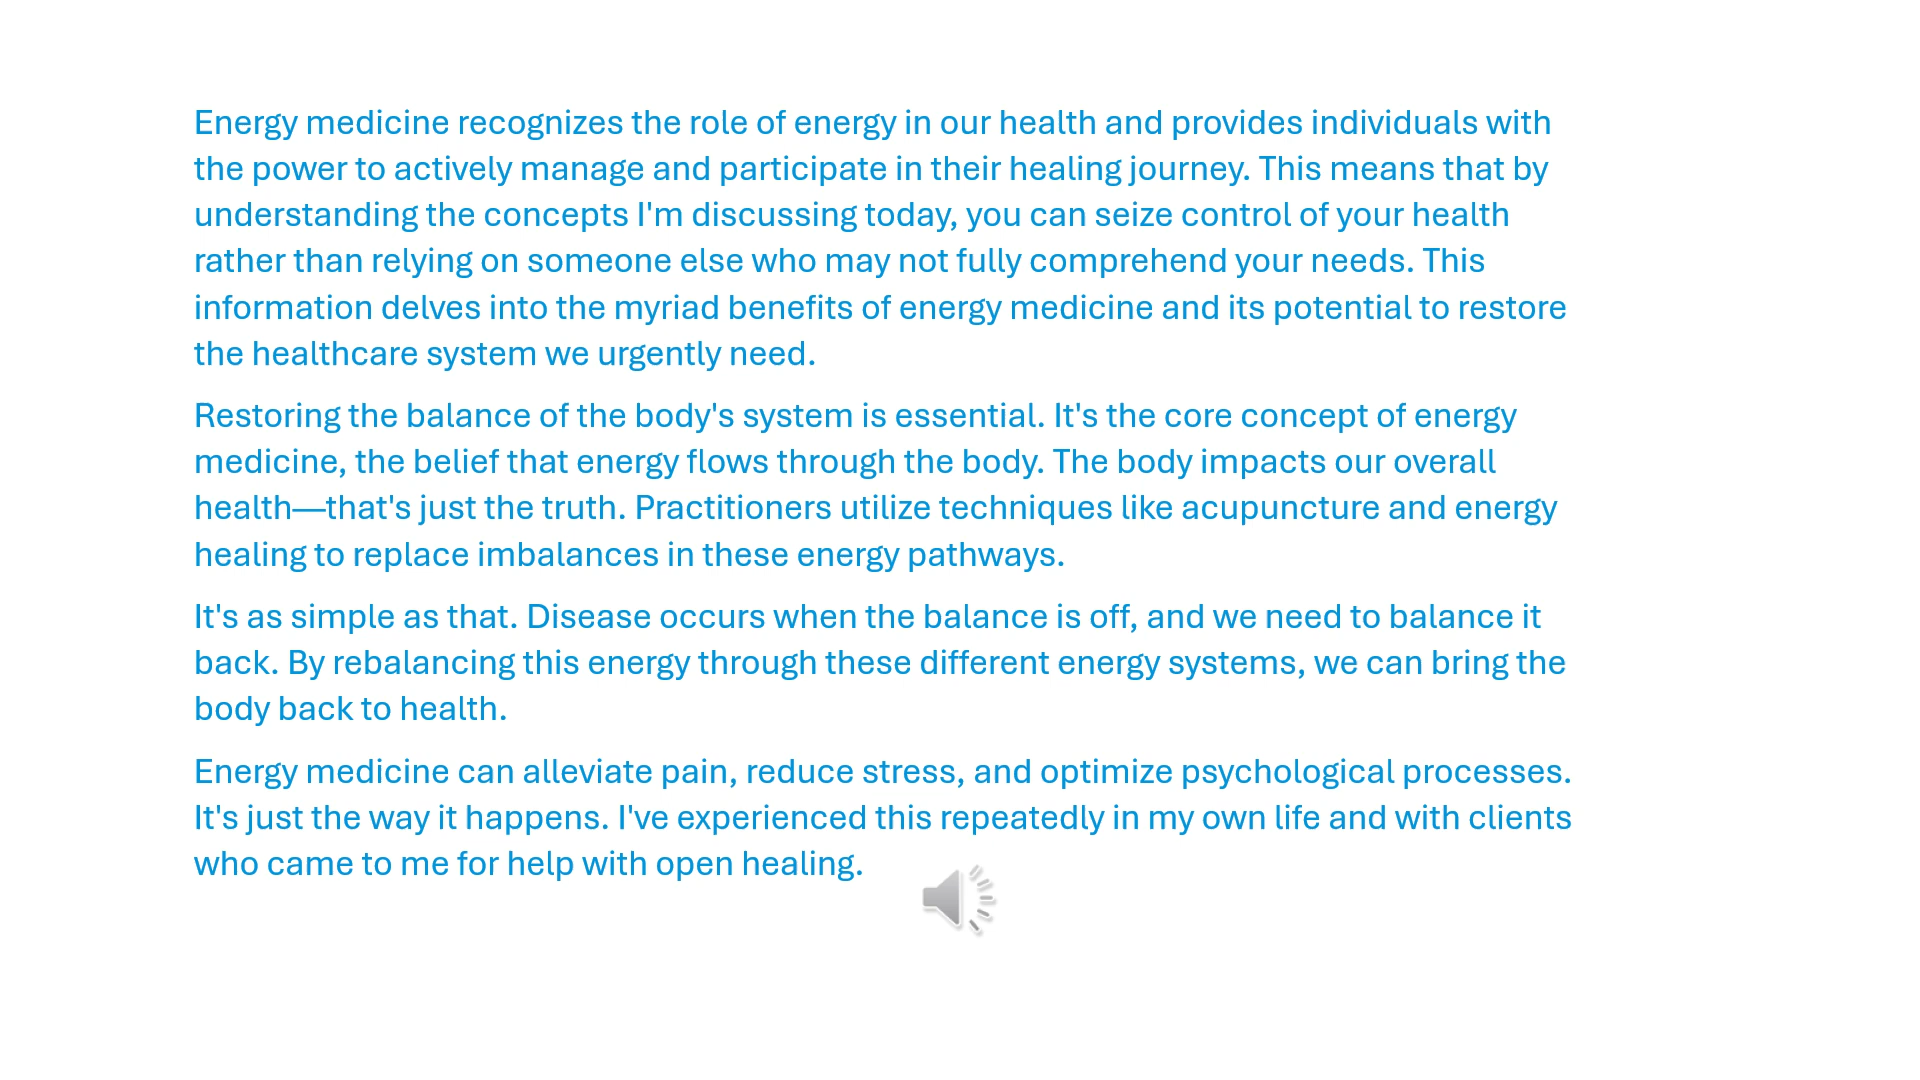 Energy medicine recognizes the role of energy in our health and provides individuals with
the power to actively manage and participate in their healing journey. This means that by
understanding the concepts I'm discussing today, you can seize control of your health
rather than relying on someone else who may not fully comprehend your needs. This
information delves into the myriad benefits of energy medicine and its potential to restore
the healthcare system we urgently need.
Restoring the balance of the body's system is essential. It's the core concept of energy
medicine, the belief that energy flows through the body. The body impacts our overall
health—that's just the truth. Practitioners utilize techniques like acupuncture and energy
healing to replace imbalances in these energy pathways.
It's as simple as that. Disease occurs when the balance is off, and we need to balance it
back. By rebalancing this energy through these different energy systems, we can bring the
body back to health.
Energy medicine can alleviate pain, reduce stress, and optimize psychological processes.
It's just the way it happens. I've experienced this repeatedly in my own life and with clients
who came to me for help with open healing.